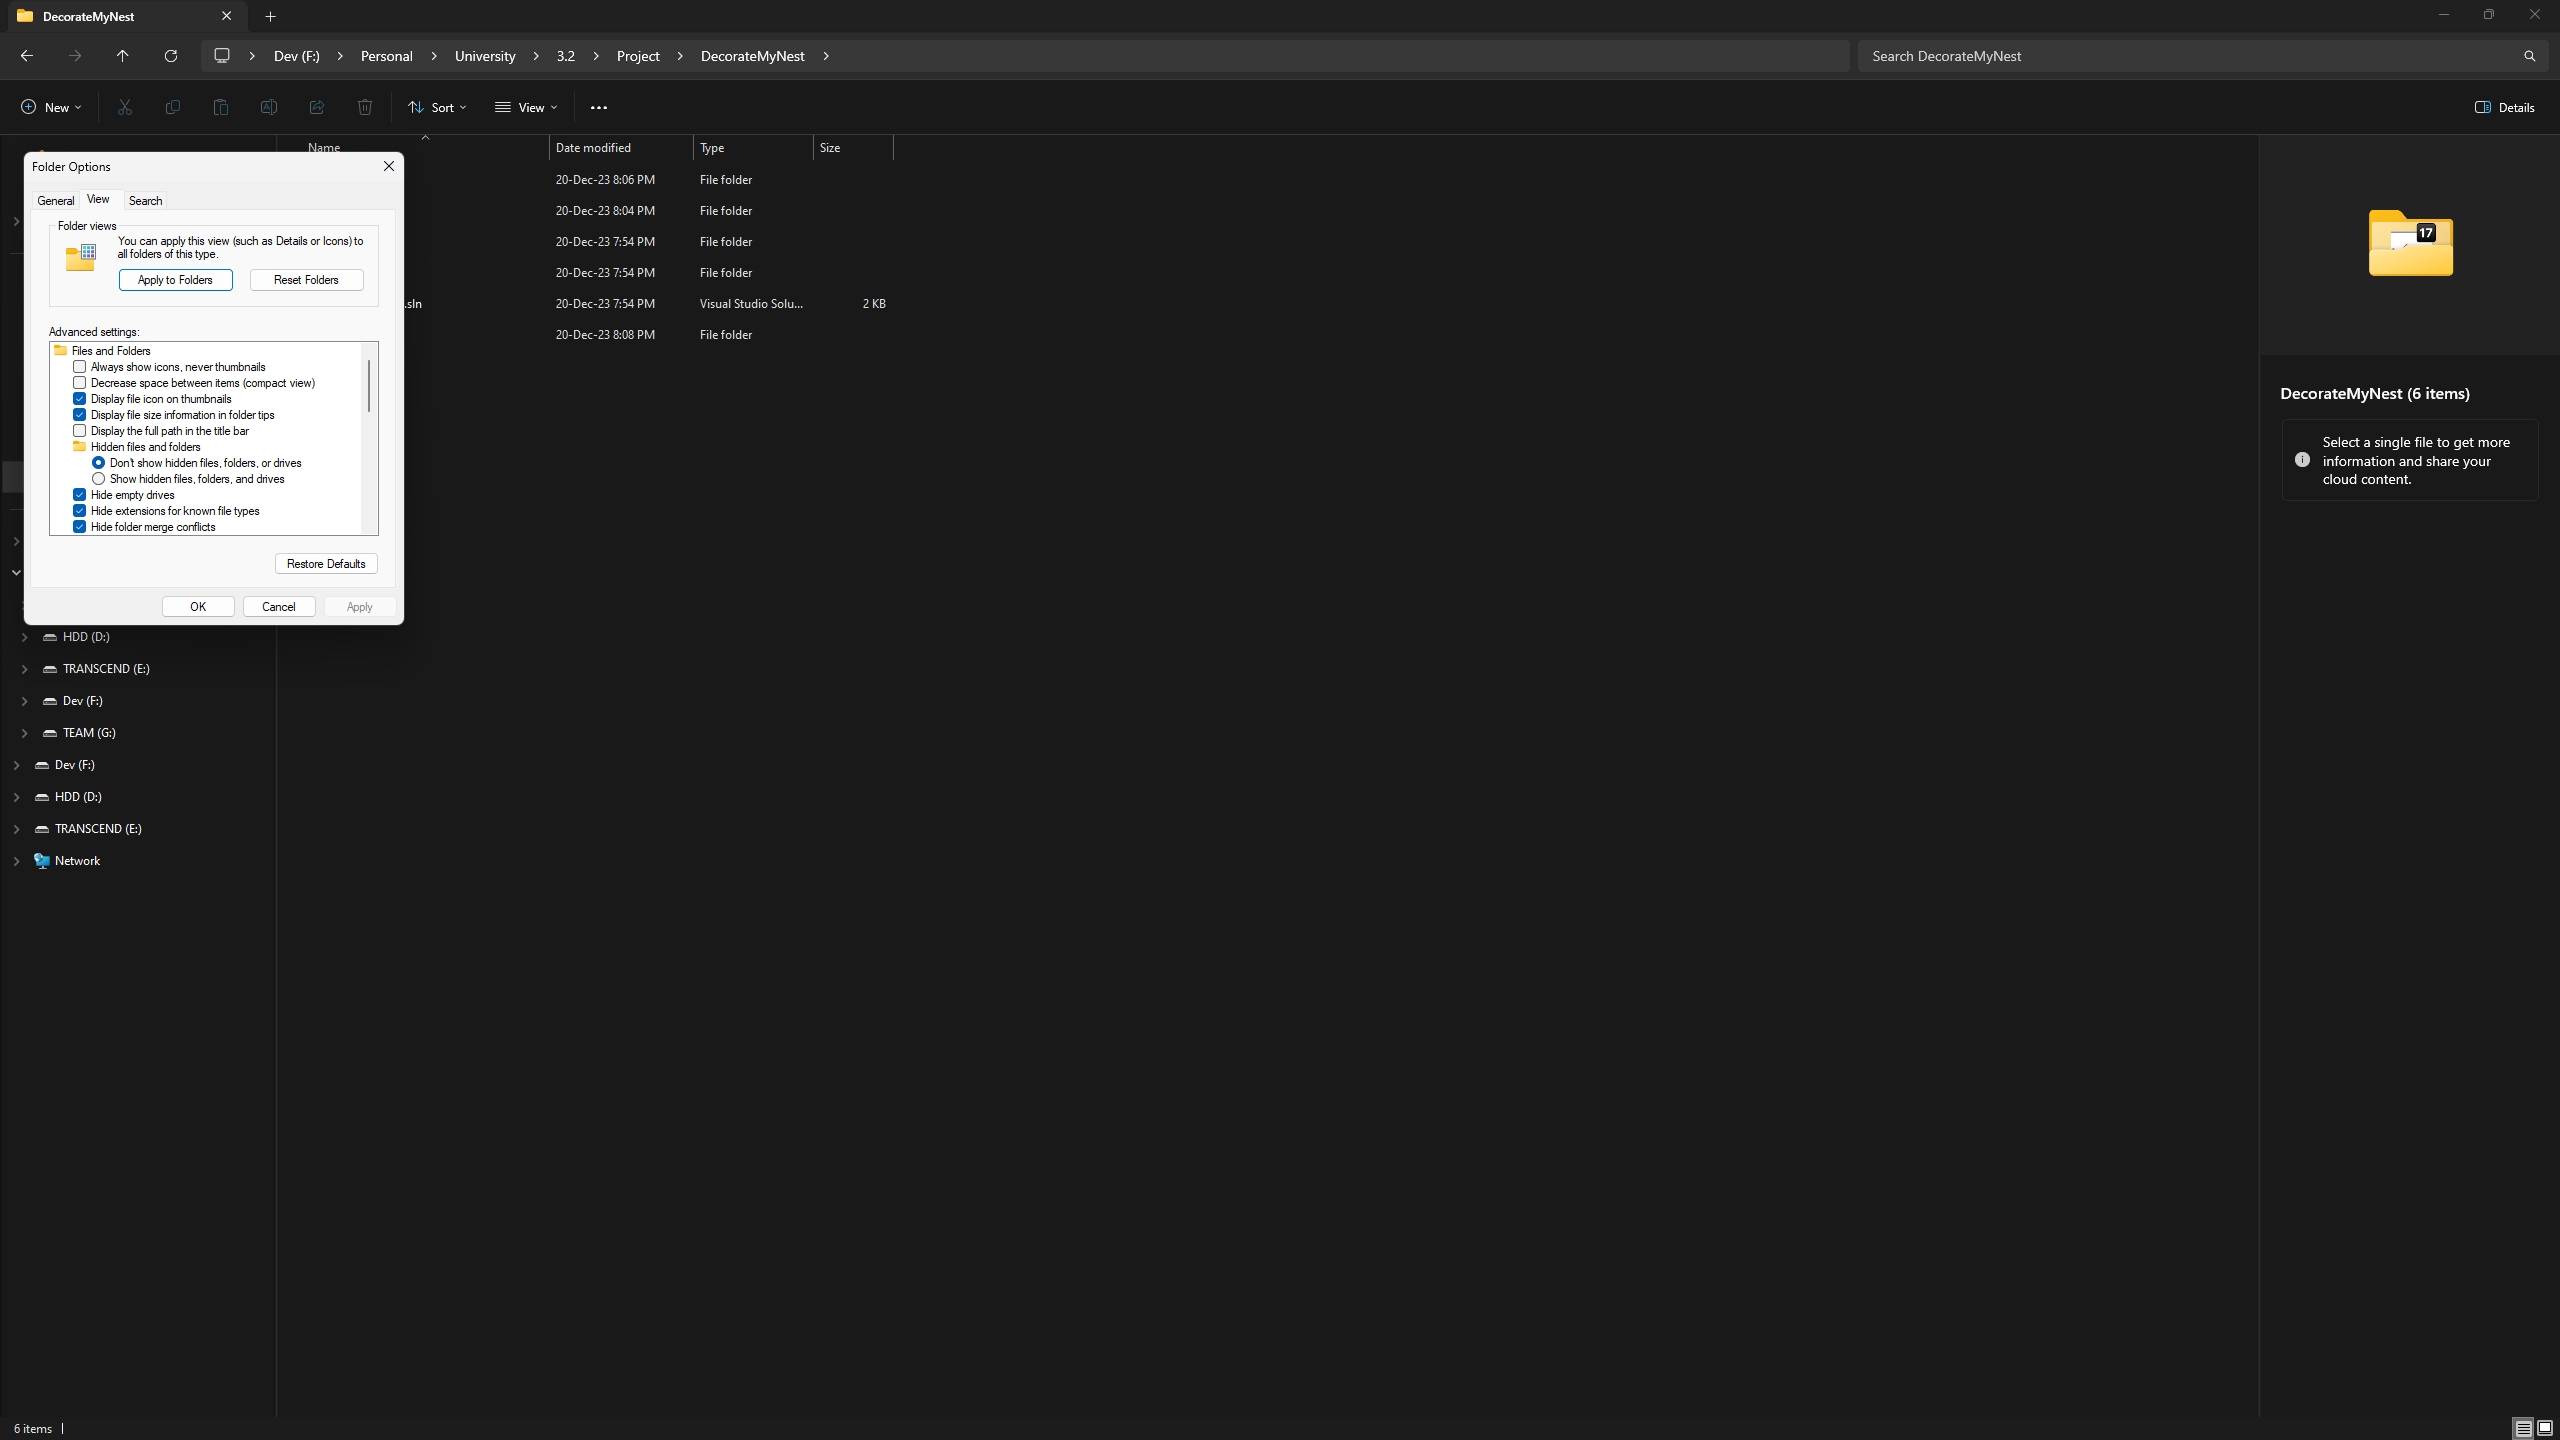 DecorateMyNest
Dev (F:) Personal University 3.2 Project DecorateMyNest
Search DecorateMyNest
New
Sort
View
Details
Name
Date modified
Type
Size
20-Dec-23 8:06 PM File folder
20-Dec-23 8:04 PM File folder
20-Dec-23 7:54 PM File folder
20-Dec-23 7:54 PM File folder
.sln 20-Dec-23 7:54 PM Visual Studio Solu... 2 KB
20-Dec-23 8:08 PM File folder
Folder Options
General View Search
Folder views
You can apply this view (such as Details or Icons) to
all folders of this type.
Apply to Folders
Reset Folders
Advanced settings:
Files and Folders
Always show icons, never thumbnails
Decrease space between items (compact view)
Display file icon on thumbnails
Display file size information in folder tips
Display the full path in the title bar
Hidden files and folders
Don't show hidden files, folders, or drives
Show hidden files, folders, and drives
Hide empty drives
Hide extensions for known file types
Hide folder merge conflicts
Restore Defaults
OK
Cancel
Apply
HDD (D:)
TRANSCEND (E:)
Dev (F:)
TEAM (G:)
Dev (F:)
HDD (D:)
TRANSCEND (E:)
Network
17
DecorateMyNest (6 items)
Select a single file to get more
information and share your
cloud content.
6 items